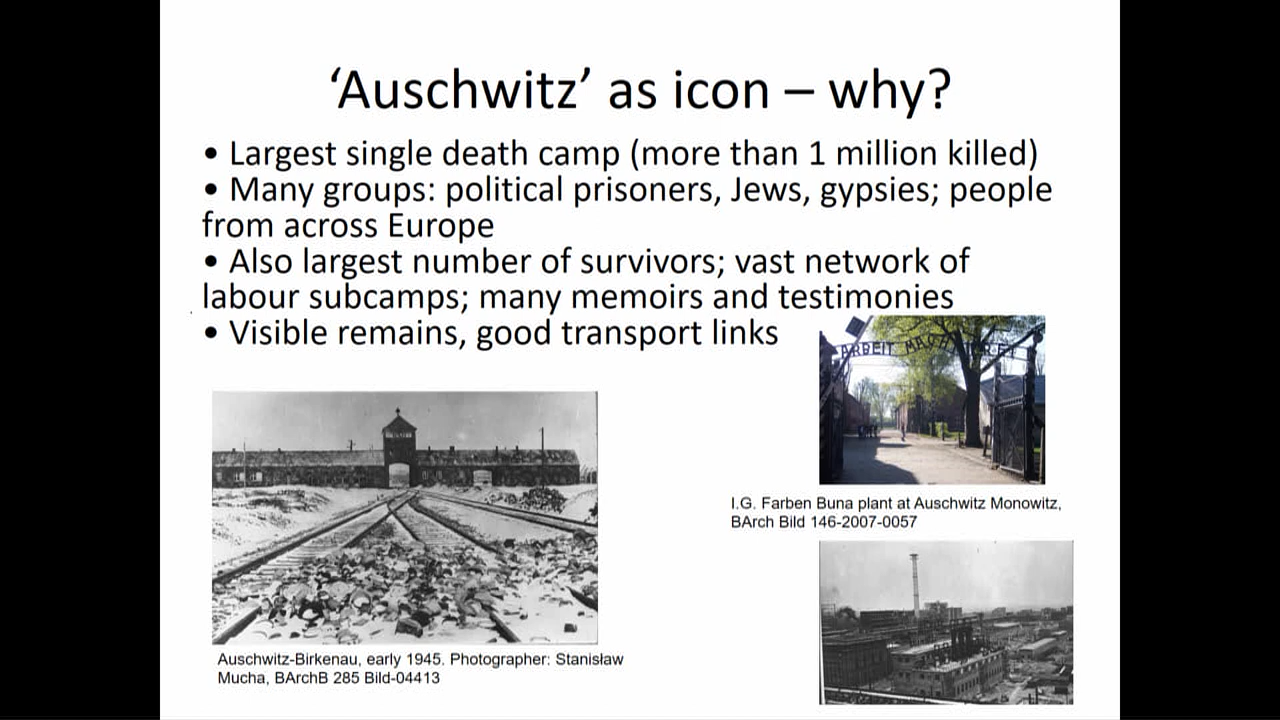 ‘Auschwitz’ as icon – why?
• Largest single death camp (more than 1 million killed)
• Many groups: political prisoners, Jews, gypsies; people
from across Europe
• Also largest number of survivors; vast network of
labour subcamps; many memoirs and testimonies
• Visible remains, good transport links
ARBEIT MACHT FREI
I.G. Farben Buna plant at Auschwitz Monowitz,
BArch Bild 146-2007-0057
Auschwitz-Birkenau, early 1945. Photographer: Stanisław
Mucha, BArchB 285 Bild-04413